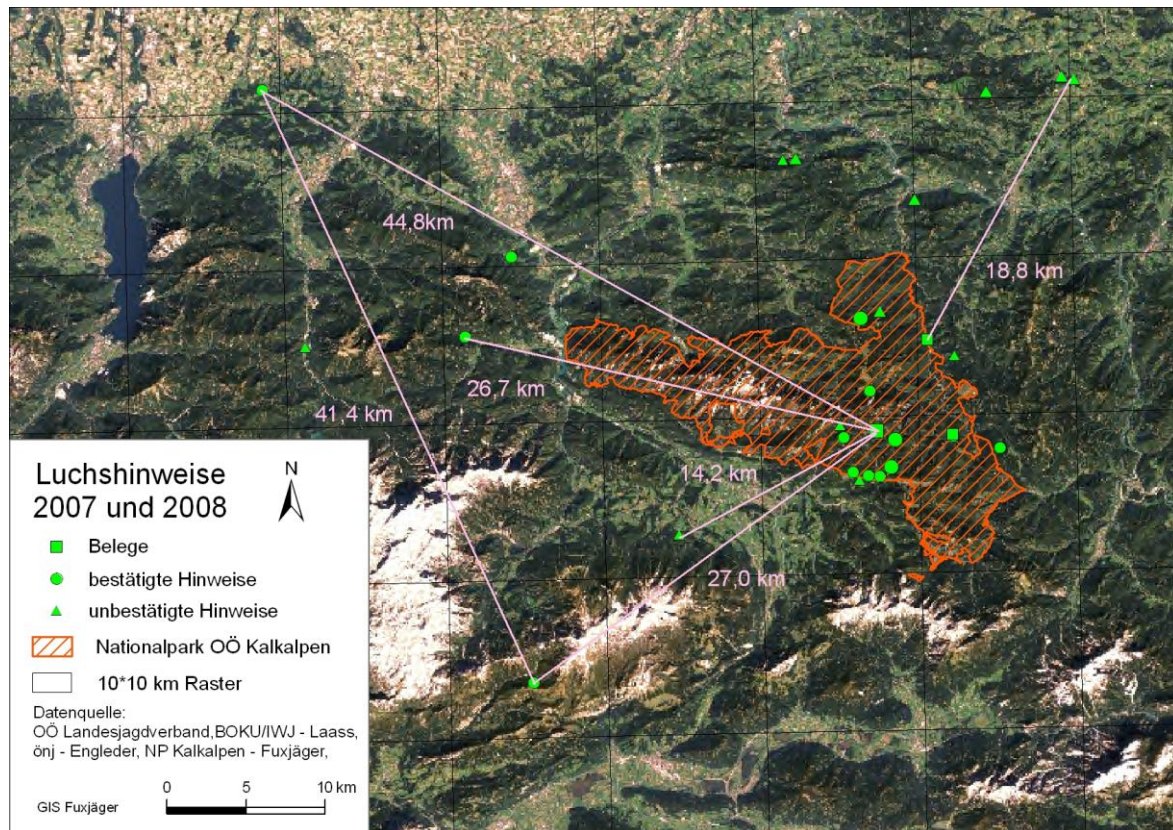 44,8km
18,8 km
26,7 km
41,4 km
14,2 km
27,0 km
Luchshinweise
2007 und 2008
N
Belege
bestätigte Hinweise
unbestätigte Hinweise
Nationalpark OÖ Kalkalpen
10*10 km Raster
Datenquelle:
OÖ Landesjagdverband,BOKU/IWJ - Laass,
önj - Engleder, NP Kalkalpen - Fuxjäger,
0 5 10 km
GIS Fuxjäger